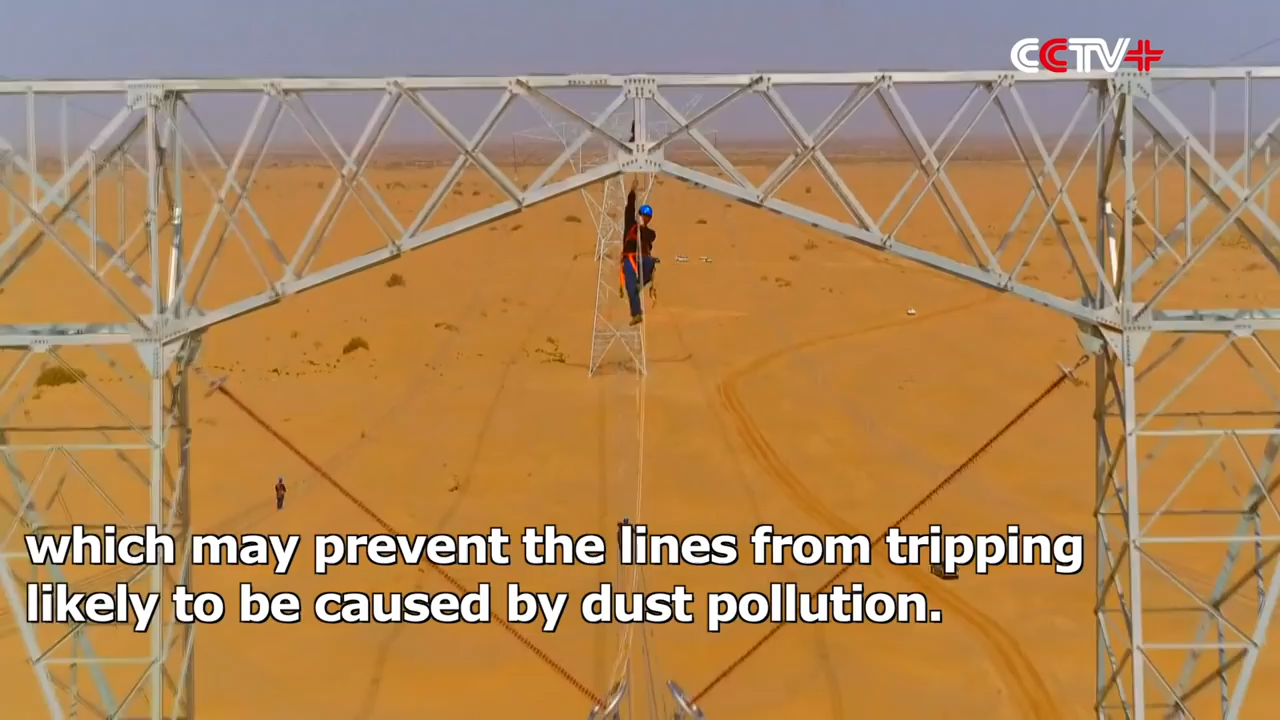 CCTV+
which may prevent the lines from tripping
likely to be caused by dust pollution.